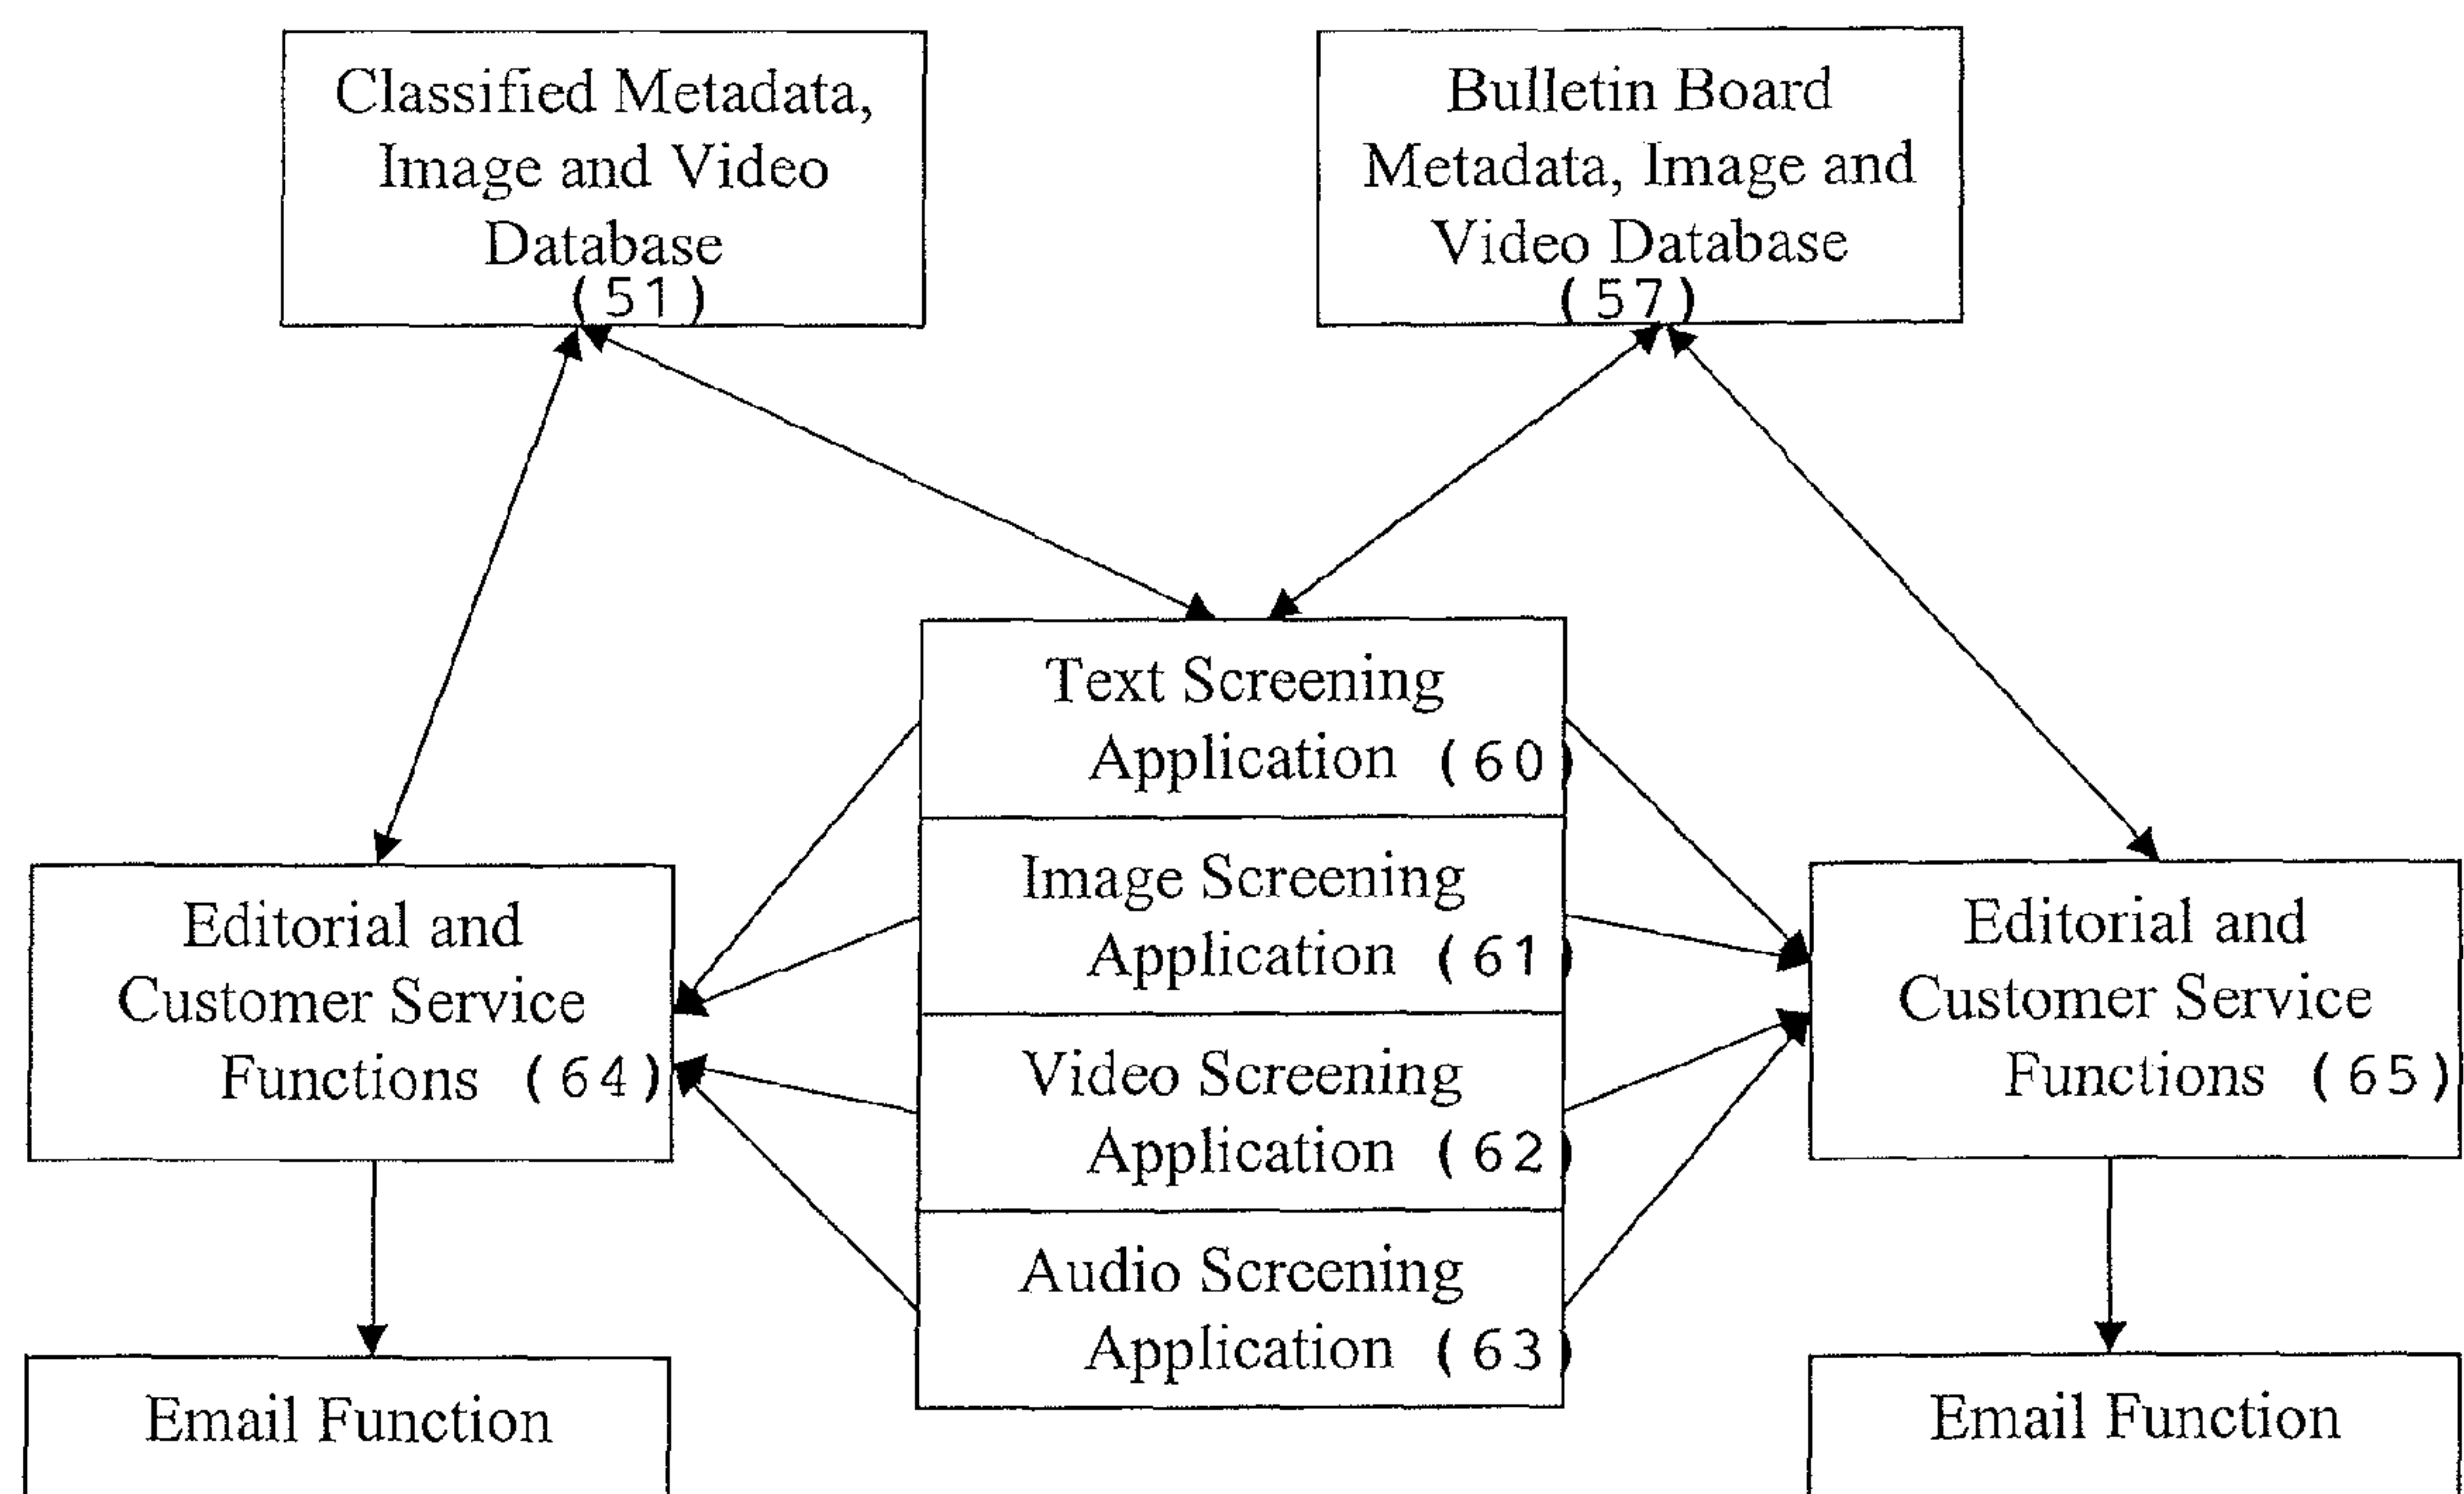 Classified Metadata,
Image and Video
Database
(51)
Bulletin Board
Metadata, Image and
Video Database
(57)
Text Screening
Application (60)
Image Screening
Application (61)
Video Screening
Application (62)
Audio Screening
Application (63)
Editorial and
Customer Service
Functions (64)
Editorial and
Customer Service
Functions (65)
Email Function
Email Function